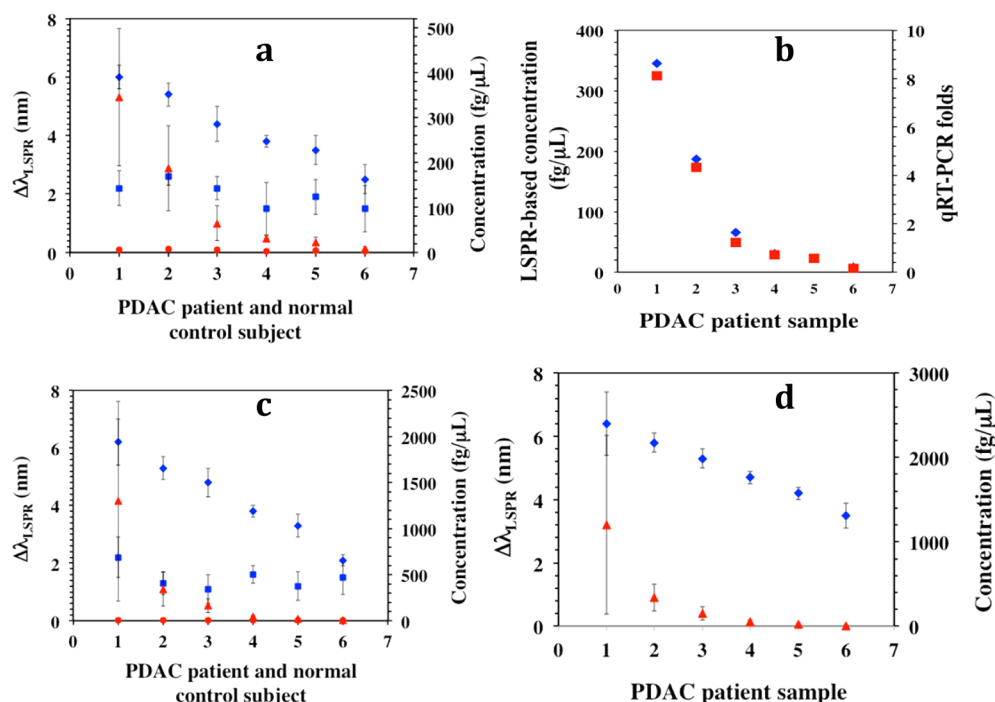 a
8
6
4
2
0
500
400
300
200
100
0
0 1 2 3 4 5 6 7
Δλ_LSPR (nm)
Concentration (fg/μL)
PDAC patient and normal
control subject
b
400
300
200
100
0
10
8
6
4
2
0
0 1 2 3 4 5 6 7
LSPR-based concentration
(fg/μL)
qRT-PCR folds
PDAC patient sample
c
8
6
4
2
0
2500
2000
1500
1000
500
0
0 1 2 3 4 5 6 7
Δλ_LSPR (nm)
Concentration (fg/μL)
PDAC patient and normal
control subject
d
8
6
4
2
0
3000
2000
1000
0
0 1 2 3 4 5 6 7
Δλ_LSPR (nm)
Concentration (fg/μL)
PDAC patient sample